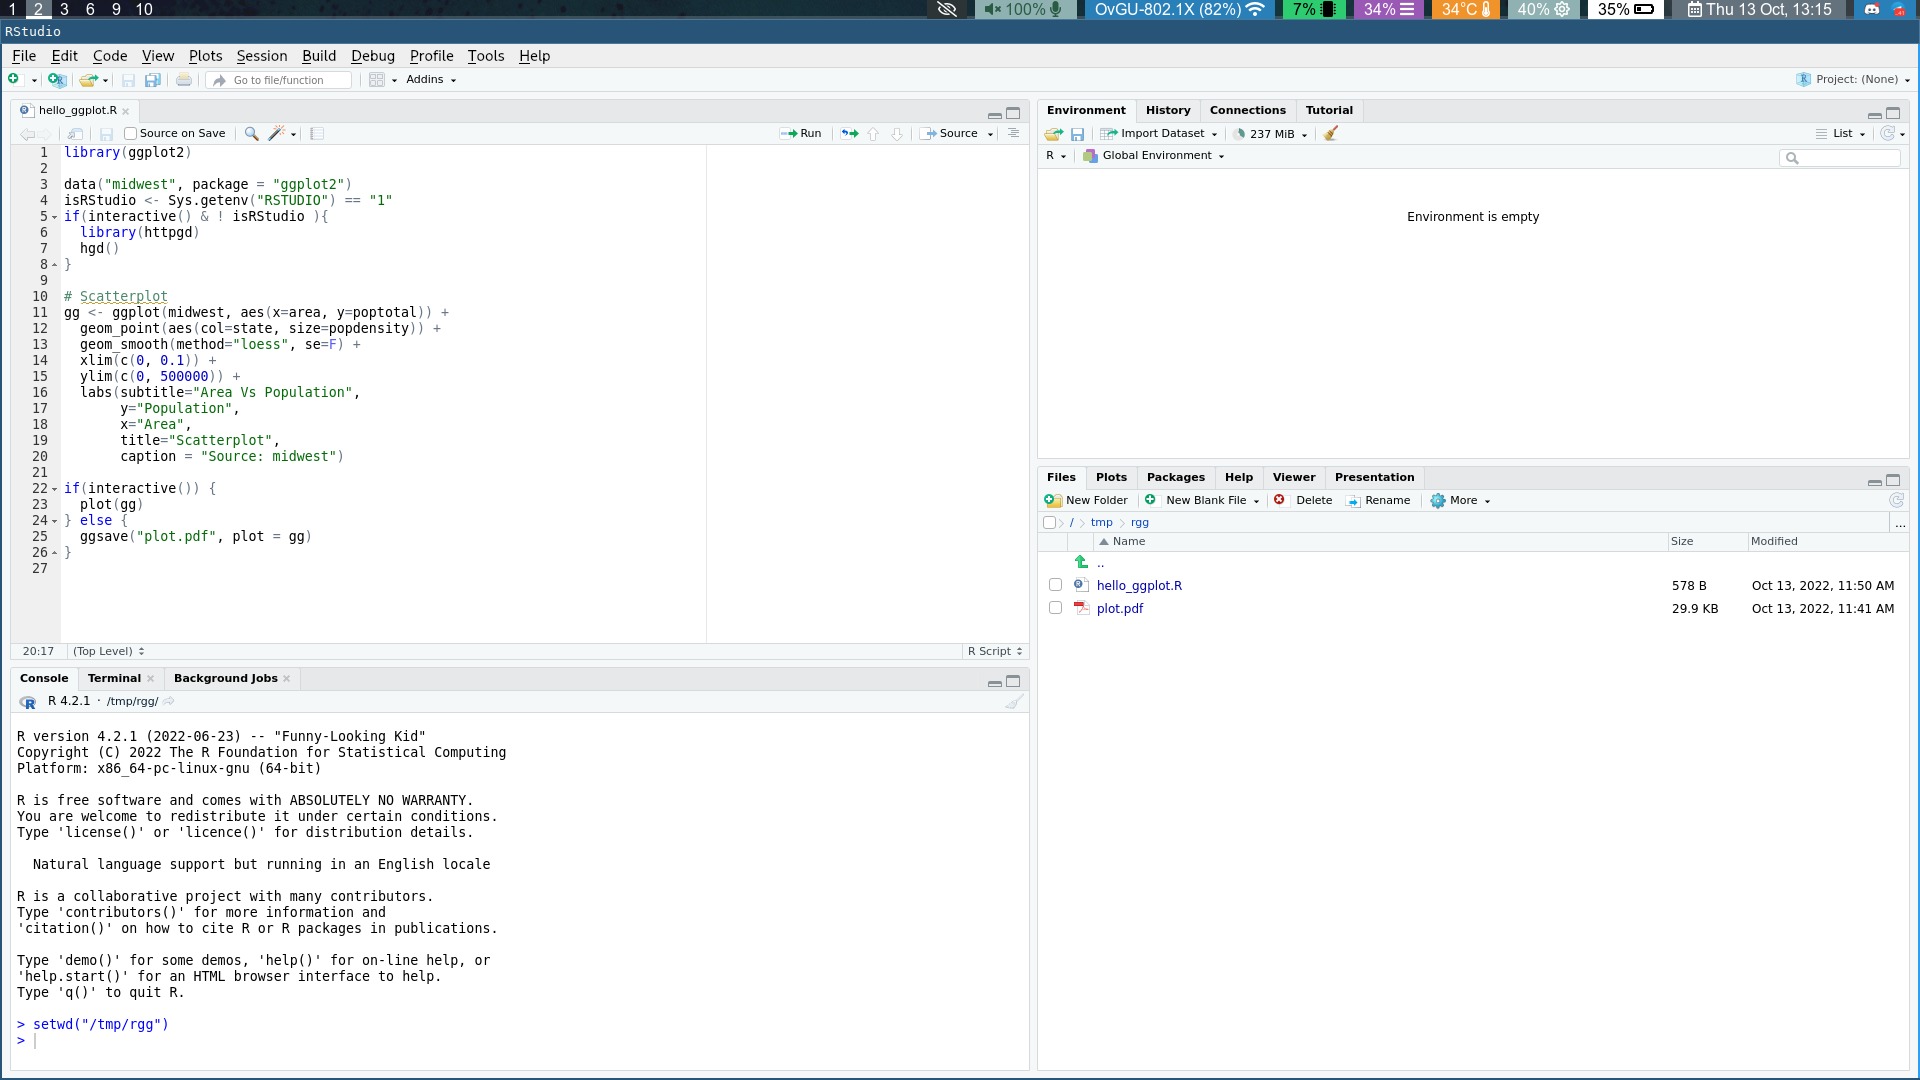 1 2 3 6 9 10 100% OvGU-802.1X (82%) 7% 34% 34°C 40% 35% Thu 13 Oct, 13:15
RStudio
File Edit Code View Plots Session Build Debug Profile Tools Help
Go to file/function Addins Project: (None)
hello_ggplot.R
Source on Save Run Source
1 library(ggplot2)
2
3 data("midwest", package = "ggplot2")
4 isRStudio <- Sys.getenv("RSTUDIO") == "1"
5 if(interactive() & ! isRStudio ){
6   library(httpgd)
7   hgd()
8 }
9
10 # Scatterplot
11 gg <- ggplot(midwest, aes(x=area, y=poptotal)) +
12   geom_point(aes(col=state, size=popdensity)) +
13   geom_smooth(method="loess", se=F) +
14   xlim(c(0, 0.1)) +
15   ylim(c(0, 500000)) +
16   labs(subtitle="Area Vs Population",
17        y="Population",
18        x="Area",
19        title="Scatterplot",
20        caption = "Source: midwest")
21
22 if(interactive()) {
23   plot(gg)
24 } else {
25   ggsave("plot.pdf", plot = gg)
26 }
27
20:17 (Top Level) R Script
Console Terminal Background Jobs
R 4.2.1 · /tmp/rgg/
R version 4.2.1 (2022-06-23) -- "Funny-Looking Kid"
Copyright (C) 2022 The R Foundation for Statistical Computing
Platform: x86_64-pc-linux-gnu (64-bit)
R is free software and comes with ABSOLUTELY NO WARRANTY.
You are welcome to redistribute it under certain conditions.
Type 'license()' or 'licence()' for distribution details.
  Natural language support but running in an English locale
R is a collaborative project with many contributors.
Type 'contributors()' for more information and
'citation()' on how to cite R or R packages in publications.
Type 'demo()' for some demos, 'help()' for on-line help, or
'help.start()' for an HTML browser interface to help.
Type 'q()' to quit R.
> setwd("/tmp/rgg")
>
Environment History Connections Tutorial
Import Dataset 237 MiB List
R Global Environment
Environment is empty
Files Plots Packages Help Viewer Presentation
New Folder New Blank File Delete Rename More
/ tmp rgg ...
Name Size Modified
..
hello_ggplot.R 578 B Oct 13, 2022, 11:50 AM
plot.pdf 29.9 KB Oct 13, 2022, 11:41 AM